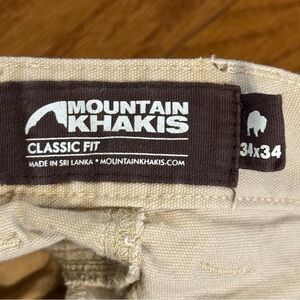 MOUNTAIN
KHAKIS
CLASSIC FIT
MADE IN SRI LANKA • MOUNTAINKHAKIS.COM
34x34